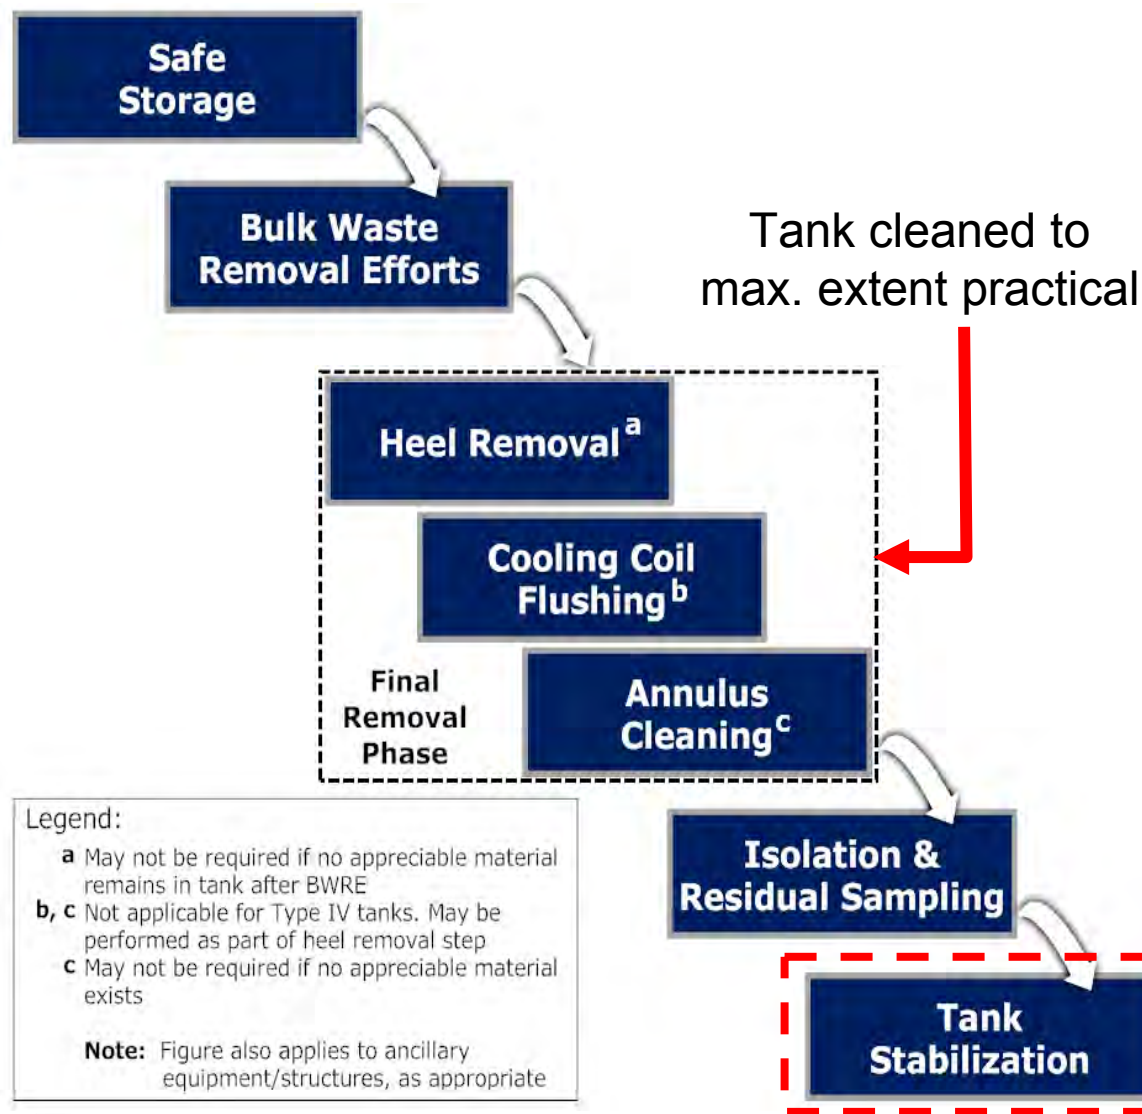 Safe
Storage
Bulk Waste
Removal Efforts
Tank cleaned to
max. extent practical
Heel Removal a
Cooling Coil
Flushing b
Final
Removal
Phase
Annulus
Cleaning c
Isolation &
Residual Sampling
Tank
Stabilization
Legend:
a May not be required if no appreciable material
remains in tank after BWRE
b, c Not applicable for Type IV tanks. May be
performed as part of heel removal step
c May not be required if no appreciable material
exists
Note: Figure also applies to ancillary
equipment/structures, as appropriate